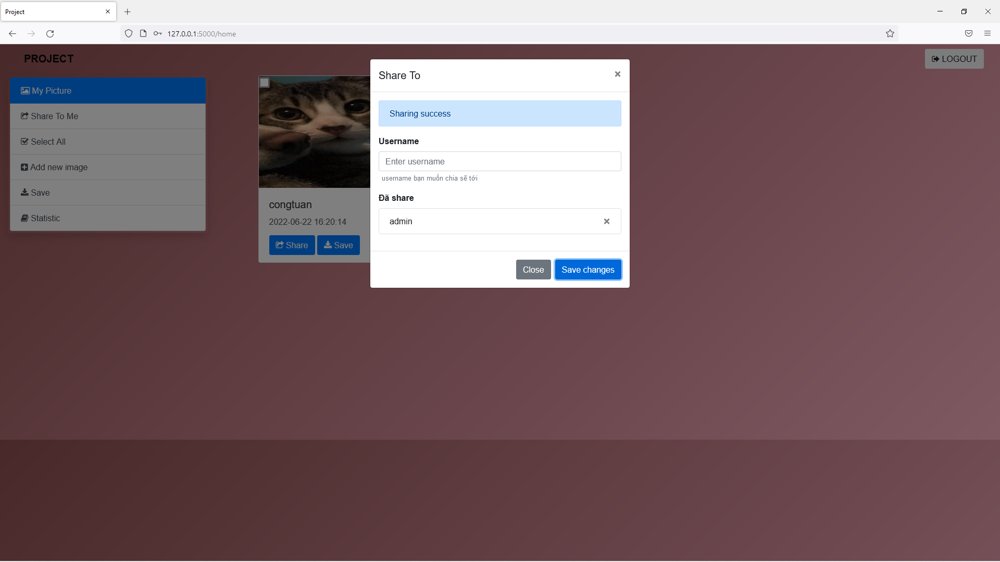 Project
127.0.0.1:5000/home
PROJECT
LOGOUT
My Picture
Share To Me
Select All
Add new image
Save
Statistic
congtuan
2022-06-22 16:20:14
Share
Save
Share To
×
Sharing success
Username
Enter username
username bạn muốn chia sẽ tới
Đã share
admin
×
Close
Save changes